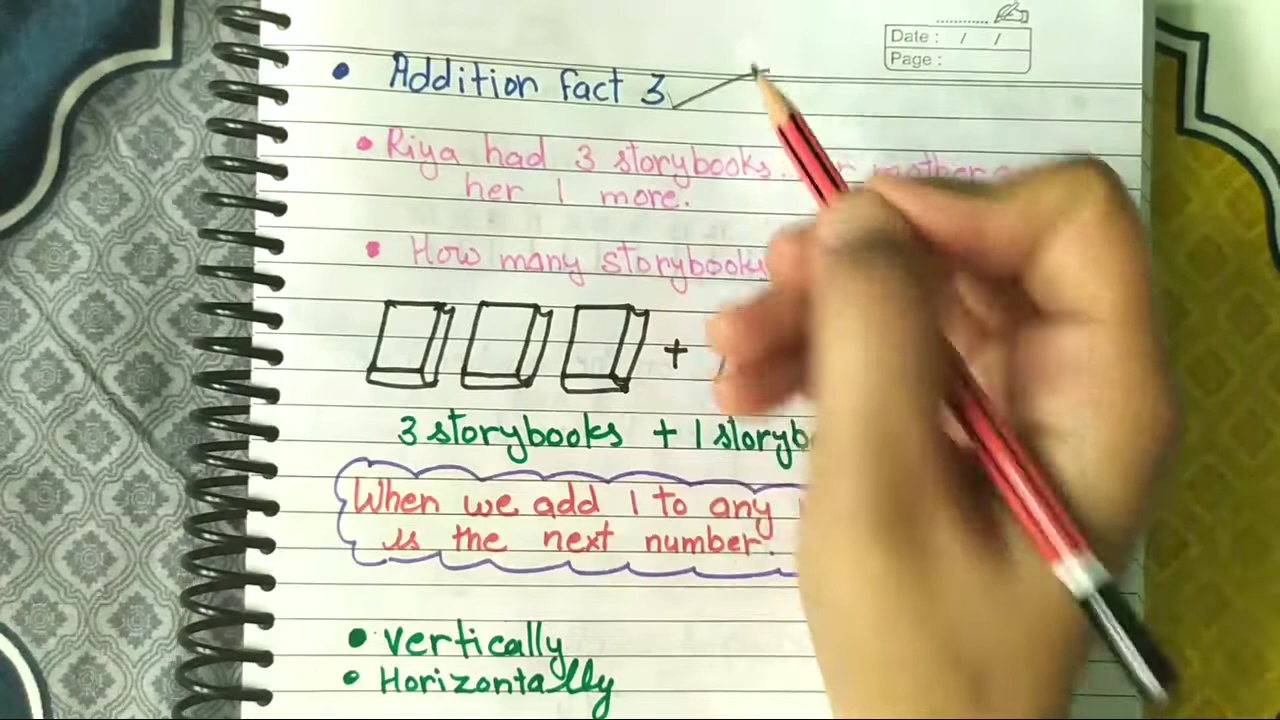 Date : / /
Page :
• Addition fact 3
• Riya had 3 storybooks. mother
her 1 more.
• How many storybooks
+
3 storybooks + 1
When we add 1 to any
is the next number.
• Vertically
• Horizontally